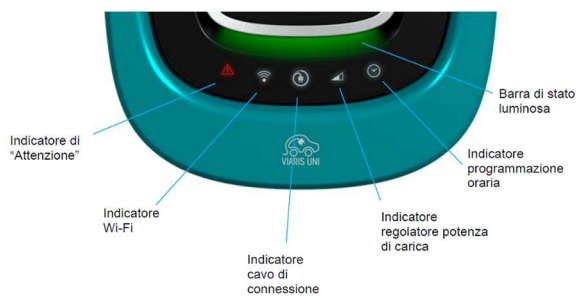 Barra di stato
luminosa
Indicatore di
"Attenzione"
VIARIS UNI
Indicatore
programmazione
oraria
Indicatore
Wi-Fi
Indicatore
regolatore potenza
di carica
Indicatore
cavo di
connessione